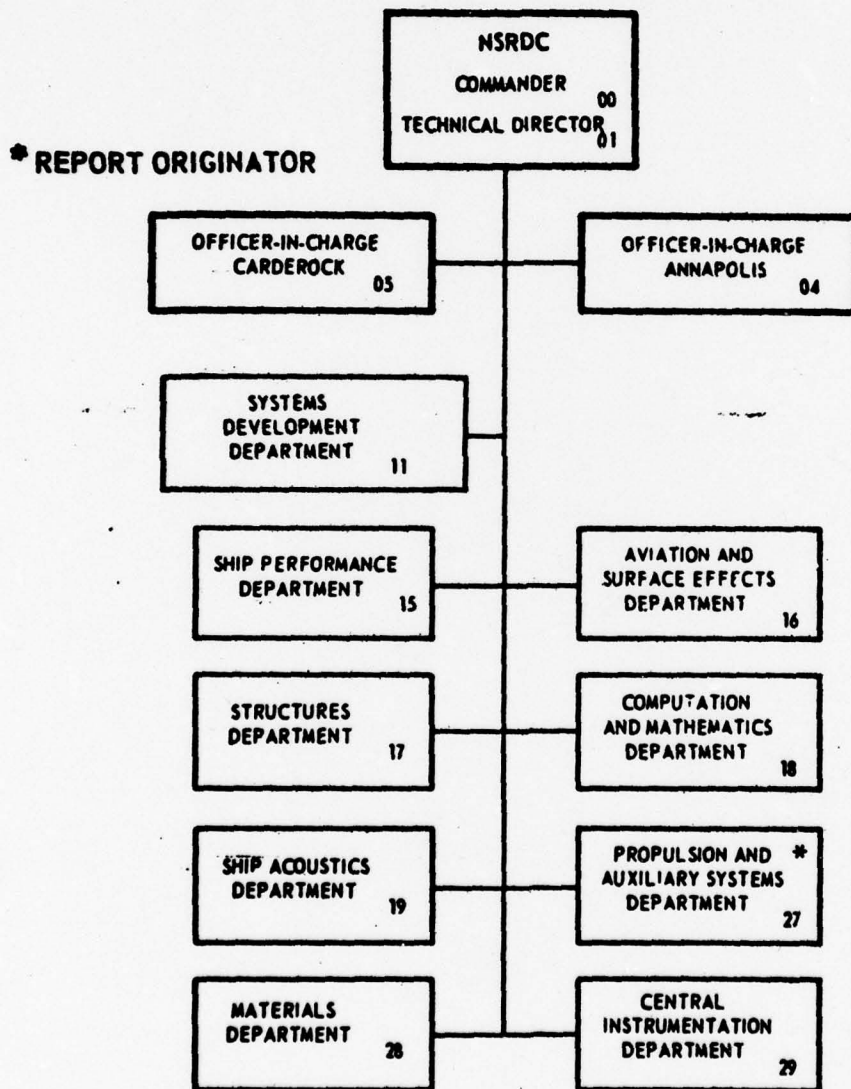 NSRDC
COMMANDER 00
TECHNICAL DIRECTOR 01
* REPORT ORIGINATOR
OFFICER-IN-CHARGE
CARDEROCK 05
OFFICER-IN-CHARGE
ANNAPOLIS 04
SYSTEMS
DEVELOPMENT
DEPARTMENT 11
SHIP PERFORMANCE
DEPARTMENT 15
AVIATION AND
SURFACE EFFECTS
DEPARTMENT 16
STRUCTURES
DEPARTMENT 17
COMPUTATION
AND MATHEMATICS
DEPARTMENT 18
SHIP ACOUSTICS
DEPARTMENT 19
PROPULSION AND *
AUXILIARY SYSTEMS
DEPARTMENT 27
MATERIALS
DEPARTMENT 28
CENTRAL
INSTRUMENTATION
DEPARTMENT 29